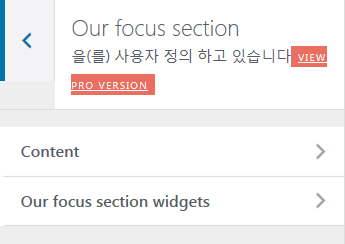 Our focus section
을(를) 사용자 정의 하고 있습니다 VIEW
PRO VERSION
Content
Our focus section widgets